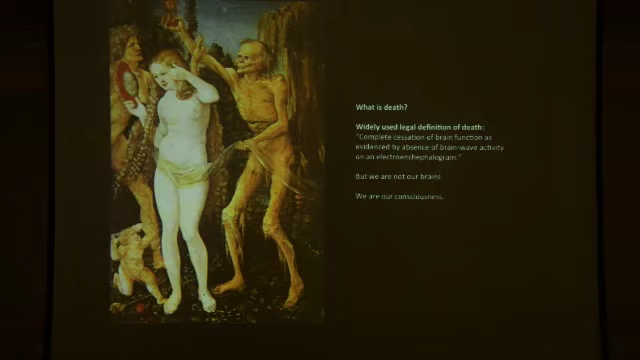 What is death?
Widely used legal definition of death:
"Complete cessation of brain function as
evidenced by absence of brain-wave activity
on an electroenchephalogram."
But we are not our brains
We are our consciousness.